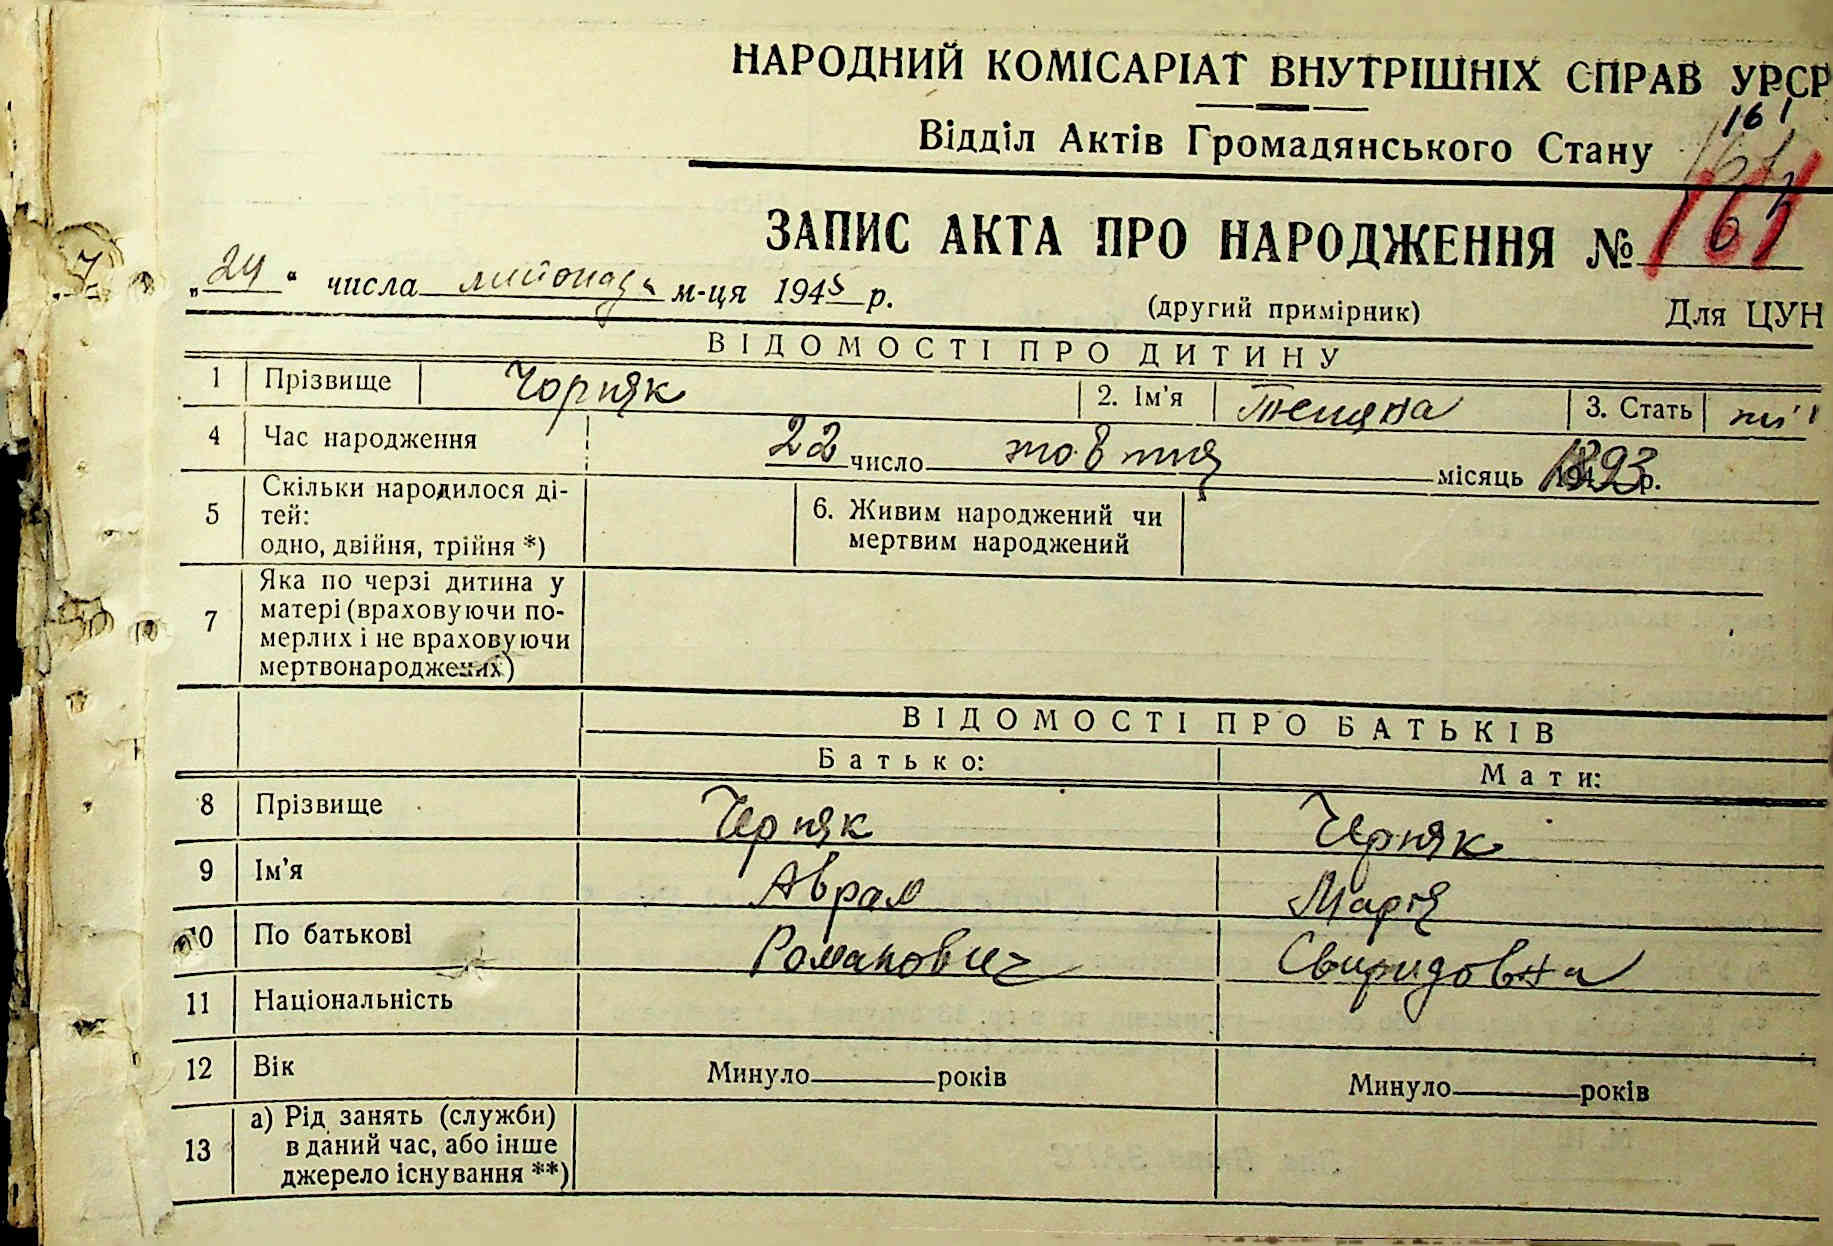 НАРОДНИЙ КОМІСАРІАТ ВНУТРІШНІХ СПРАВ УРСР
161
Відділ Актів Громадянського Стану
ЗАПИС АКТА ПРО НАРОДЖЕННЯ № 161
„24“ числа листопада м-ця 1945 р. (другий примірник) Для ЦУН
ВІДОМОСТІ ПРО ДИТИНУ
1 Прізвище Чорняк 2. Ім'я 3. Стать
4 Час народження 22 число жовтня місяць 1893 р.
5 Скільки народилося ді-
тей:
одно, двійня, трійня *)
6. Живим народжений чи
мертвим народжений
7 Яка по черзі дитина у
матері (враховуючи по-
мерлих і не враховуючи
мертвонароджених)
ВІДОМОСТІ ПРО БАТЬКІВ
Батько: Мати:
8 Прізвище Черняк Черняк
9 Ім'я Аврам Марія
10 По батькові Романович Свиридовна
11 Національність
12 Вік Минуло років Минуло років
13 а) Рід занять (служби)
в даний час, або інше
джерело існування **)